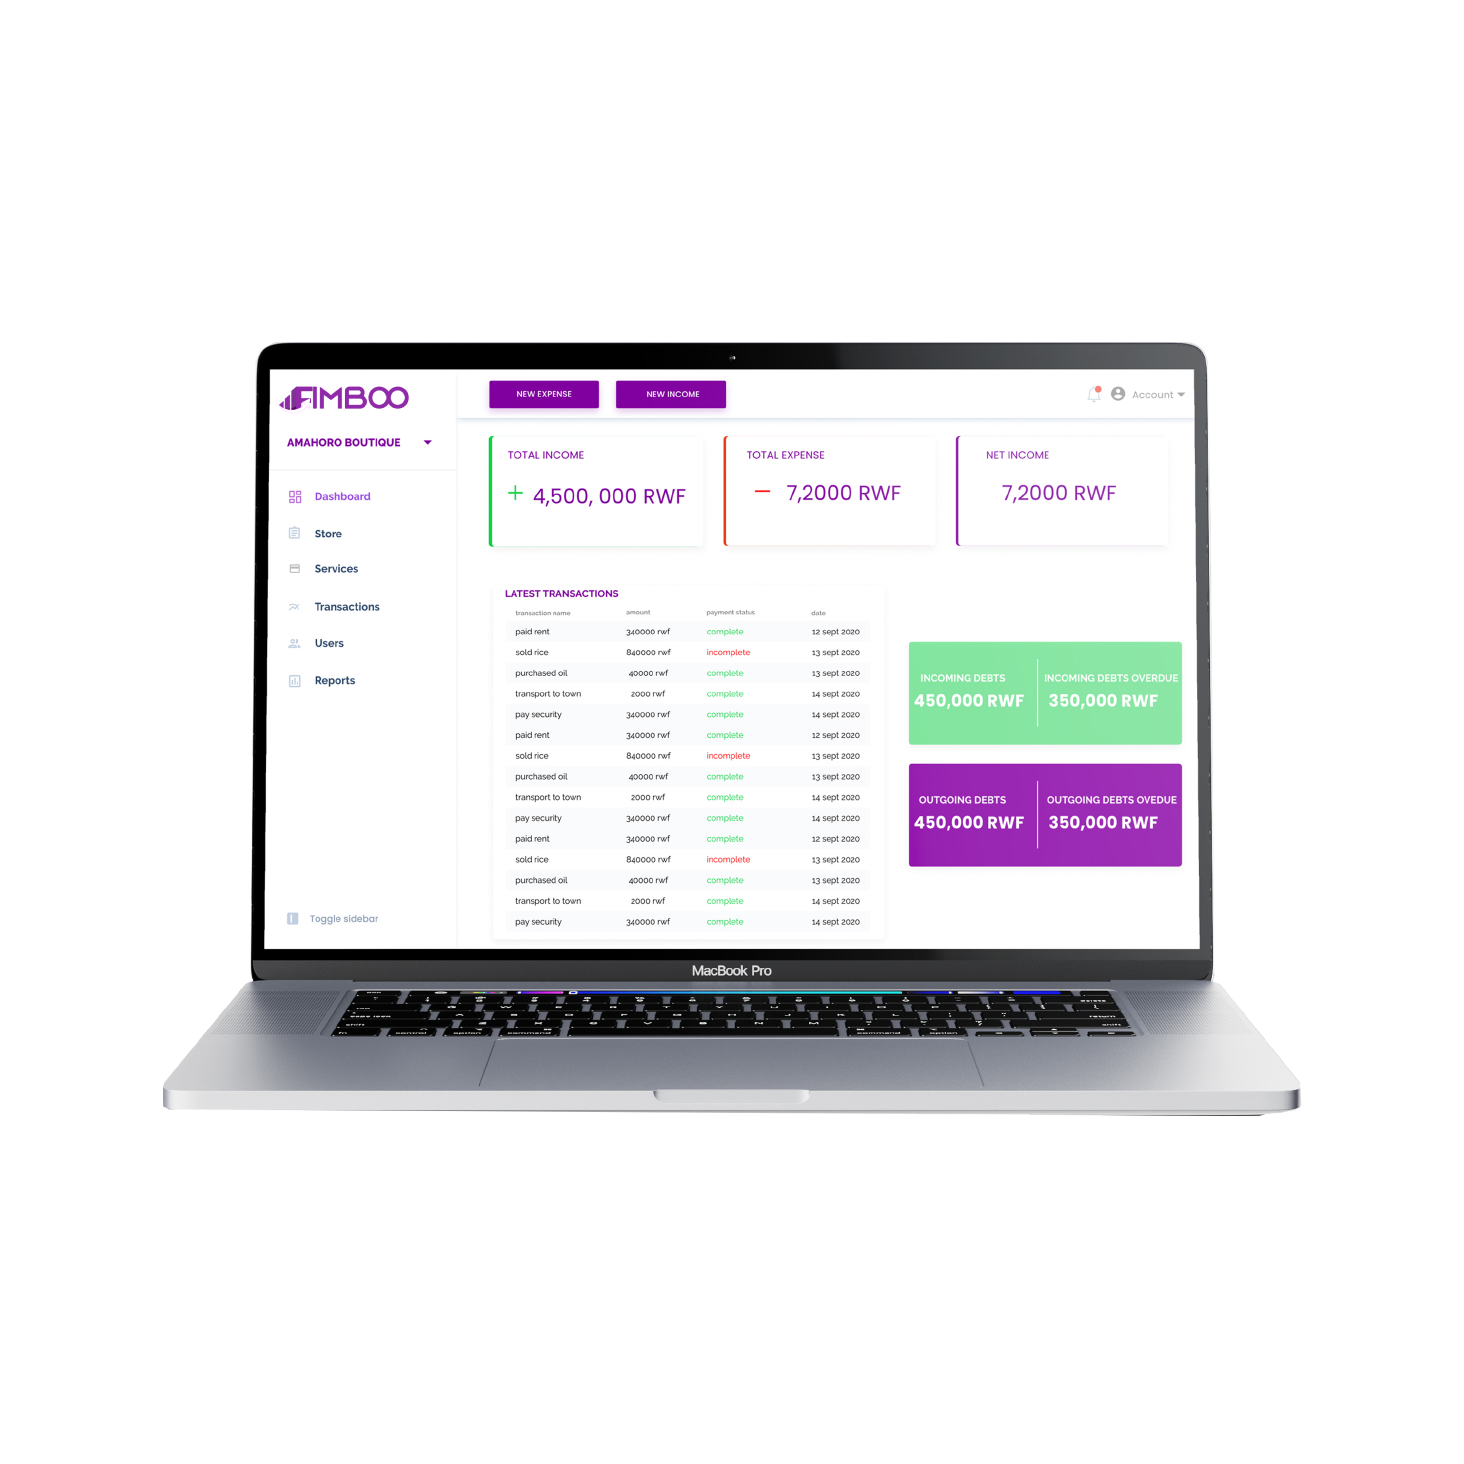 FIMBOO
AMAHORO BOUTIQUE
Dashboard
Store
Services
Transactions
Users
Reports
Toggle sidebar
NEW EXPENSE
NEW INCOME
Account
TOTAL INCOME
+ 4,500, 000 RWF
TOTAL EXPENSE
— 7,2000 RWF
NET INCOME
7,2000 RWF
LATEST TRANSACTIONS
transaction name amount payment status date
paid rent 340000 rwf complete 12 sept 2020
sold rice 840000 rwf incomplete 13 sept 2020
purchased oil 40000 rwf complete 13 sept 2020
transport to town 2000 rwf complete 14 sept 2020
pay security 340000 rwf complete 14 sept 2020
paid rent 340000 rwf complete 12 sept 2020
sold rice 840000 rwf incomplete 13 sept 2020
purchased oil 40000 rwf complete 13 sept 2020
transport to town 2000 rwf complete 14 sept 2020
pay security 340000 rwf complete 14 sept 2020
paid rent 340000 rwf complete 12 sept 2020
sold rice 840000 rwf incomplete 13 sept 2020
purchased oil 40000 rwf complete 13 sept 2020
transport to town 2000 rwf complete 14 sept 2020
pay security 340000 rwf complete 14 sept 2020
INCOMING DEBTS
450,000 RWF
INCOMING DEBTS OVERDUE
350,000 RWF
OUTGOING DEBTS
450,000 RWF
OUTGOING DEBTS OVEDUE
350,000 RWF
MacBook Pro
return
shift shift
fn control option command command option